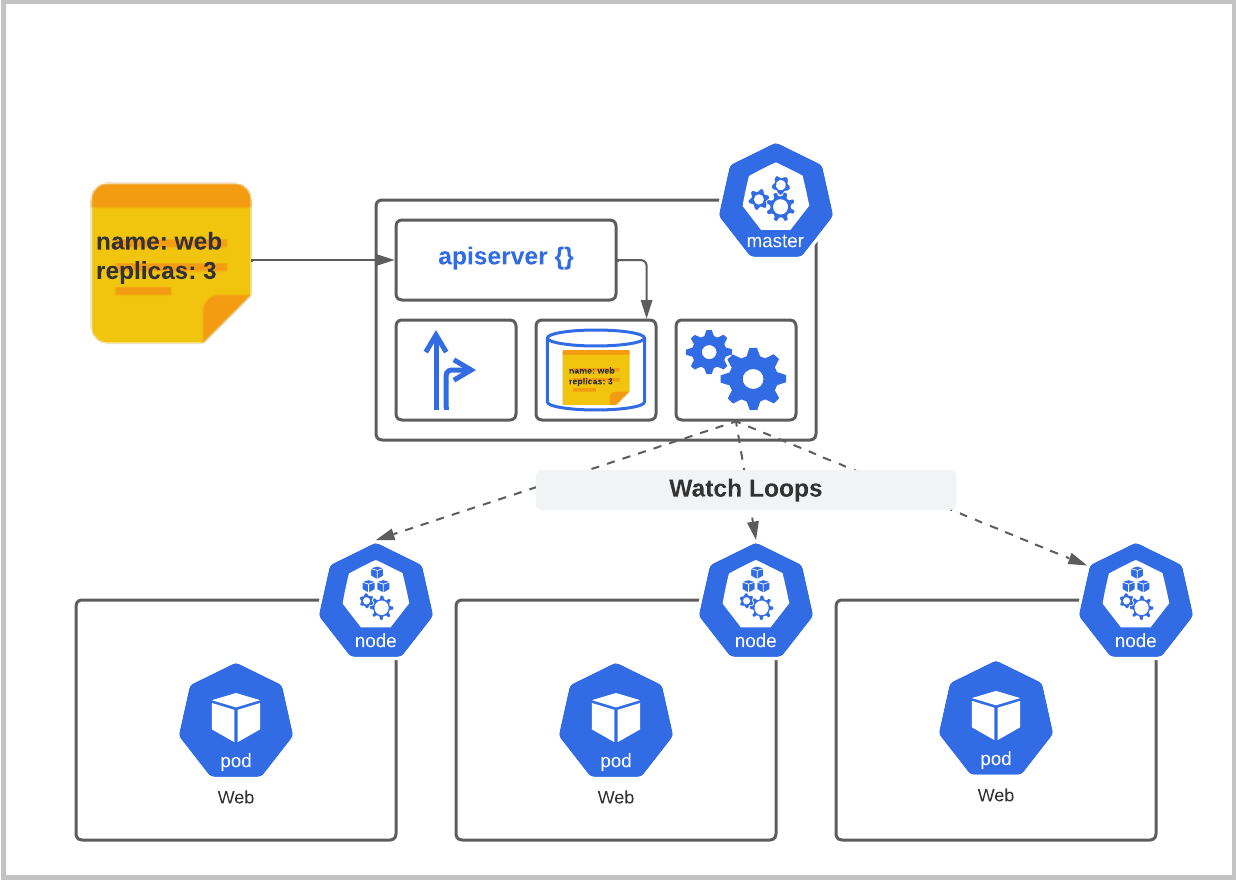 master
name: web
replicas: 3
apiserver {}
name: web
replicas: 3
Watch Loops
node
node
node
pod
pod
pod
Web
Web
Web